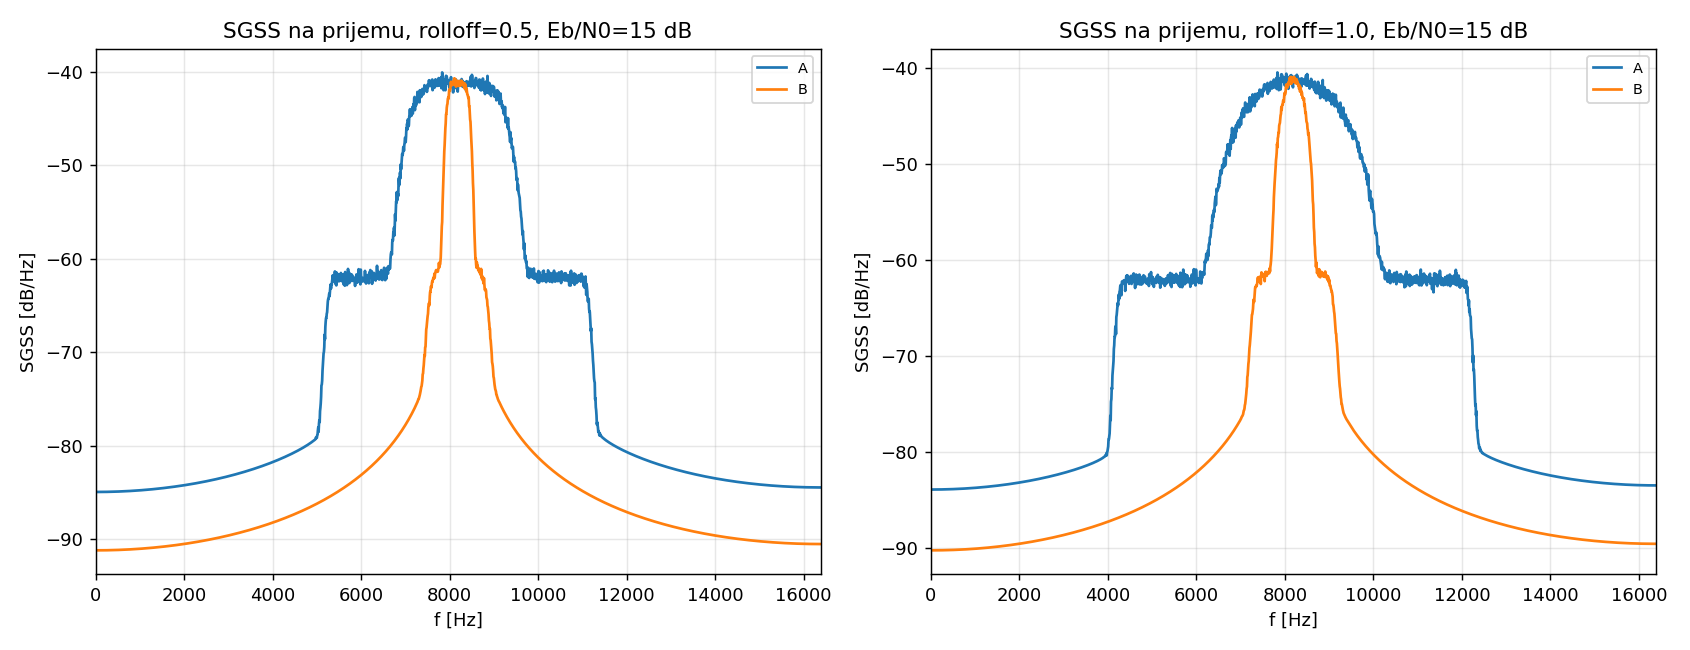 SGSS na prijemu, rolloff=0.5, Eb/N0=15 dB
A
B
−40
−50
−60
−70
−80
−90
SGSS [dB/Hz]
0 2000 4000 6000 8000 10000 12000 14000 16000
f [Hz]
SGSS na prijemu, rolloff=1.0, Eb/N0=15 dB
A
B
−40
−50
−60
−70
−80
−90
SGSS [dB/Hz]
0 2000 4000 6000 8000 10000 12000 14000 16000
f [Hz]